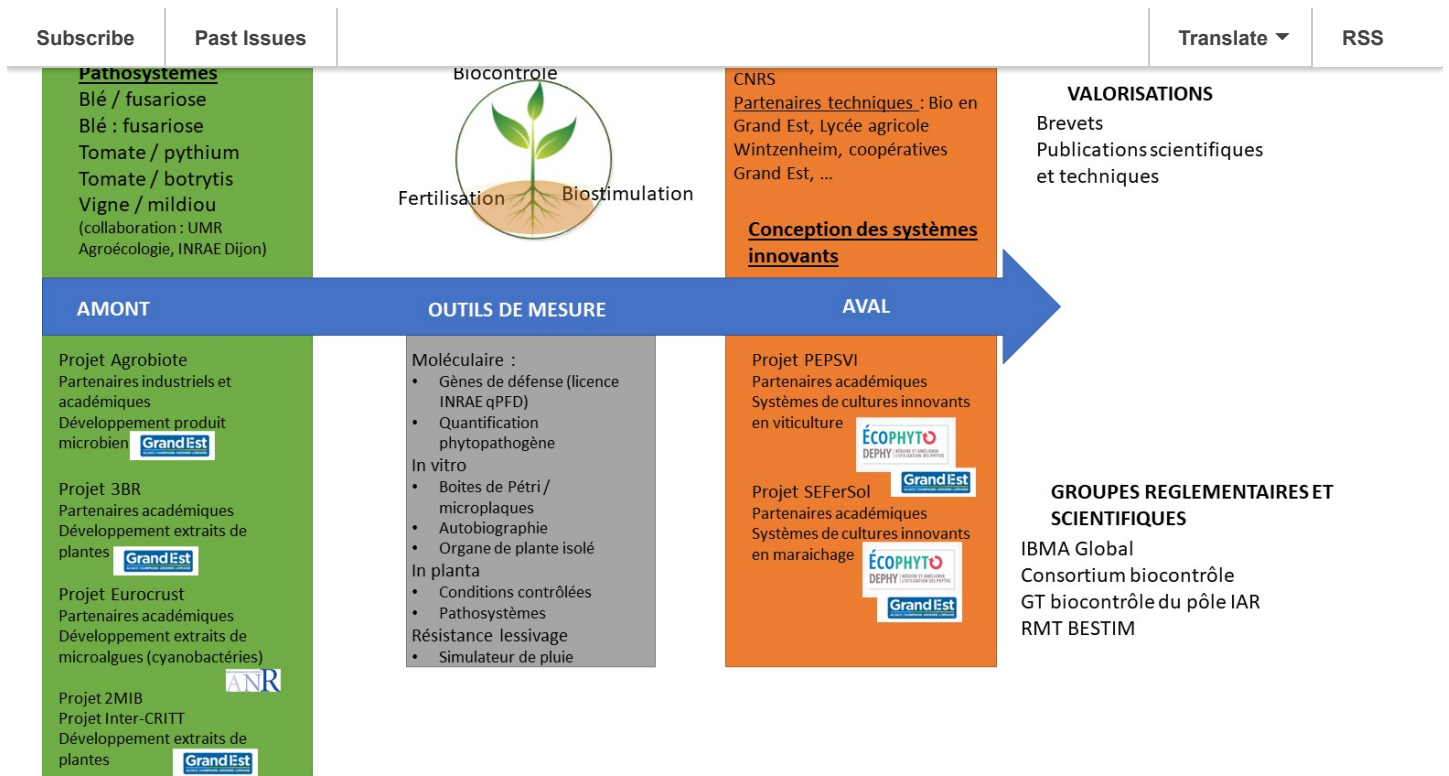 Subscribe
Past Issues
Translate
RSS
Pathosystèmes
Blé / fusariose
Blé : fusariose
Tomate / pythium
Tomate / botrytis
Vigne / mildiou
(collaboration : UMR
Agroécologie, INRAE Dijon)
Biocontrole
Fertilisation
Biostimulation
CNRS
Partenaires techniques : Bio en
Grand Est, Lycée agricole
Wintzenheim, coopératives
Grand Est, ...
Conception des systèmes
innovants
VALORISATIONS
Brevets
Publications scientifiques
et techniques
AMONT
OUTILS DE MESURE
AVAL
Projet Agrobiote
Partenaires industriels et
académiques
Développement produit
microbien
Grand Est
Projet 3BR
Partenaires académiques
Développement extraits de
plantes
Grand Est
Projet Eurocrust
Partenaires académiques
Développement extraits de
microalgues (cyanobactéries)
ANR
Projet 2MIB
Projet Inter-CRITT
Développement extraits de
plantes
Grand Est
Moléculaire :
• Gènes de défense (licence
INRAE qPFD)
• Quantification
phytopathogène
In vitro
• Boites de Pétri /
microplaques
• Autobiographie
• Organe de plante isolé
In planta
• Conditions contrôlées
• Pathosystèmes
Résistance lessivage
• Simulateur de pluie
Projet PEPSVI
Partenaires académiques
Systèmes de cultures innovants
en viticulture
ÉCOPHYTO
DEPHY
Grand Est
Projet SEFerSol
Partenaires académiques
Systèmes de cultures innovants
en maraichage
ÉCOPHYTO
DEPHY
Grand Est
GROUPES REGLEMENTAIRES ET
SCIENTIFIQUES
IBMA Global
Consortium biocontrôle
GT biocontrôle du pôle IAR
RMT BESTIM